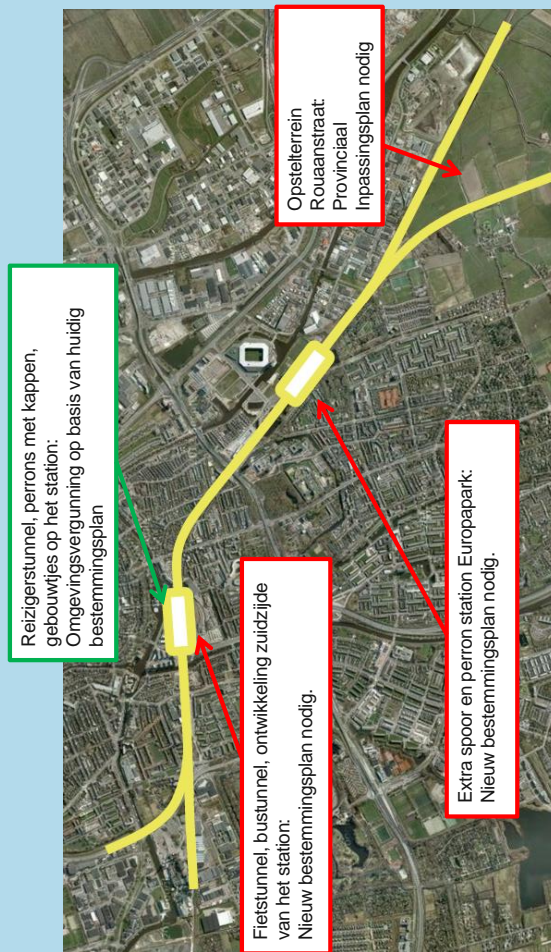 Reizigerstunnel, perrons met kappen,
gebouwtjes op het station:
Omgevingsvergunning op basis van huidig
bestemmingsplan
Opstelterrein
Rouaanstraat:
Provinciaal
Inpassingsplan nodig
Fietstunnel, bustunnel, ontwikkeling zuidzijde
van het station:
Nieuw bestemmingsplan nodig.
Extra spoor en perron station Europapark:
Nieuw bestemmingsplan nodig.